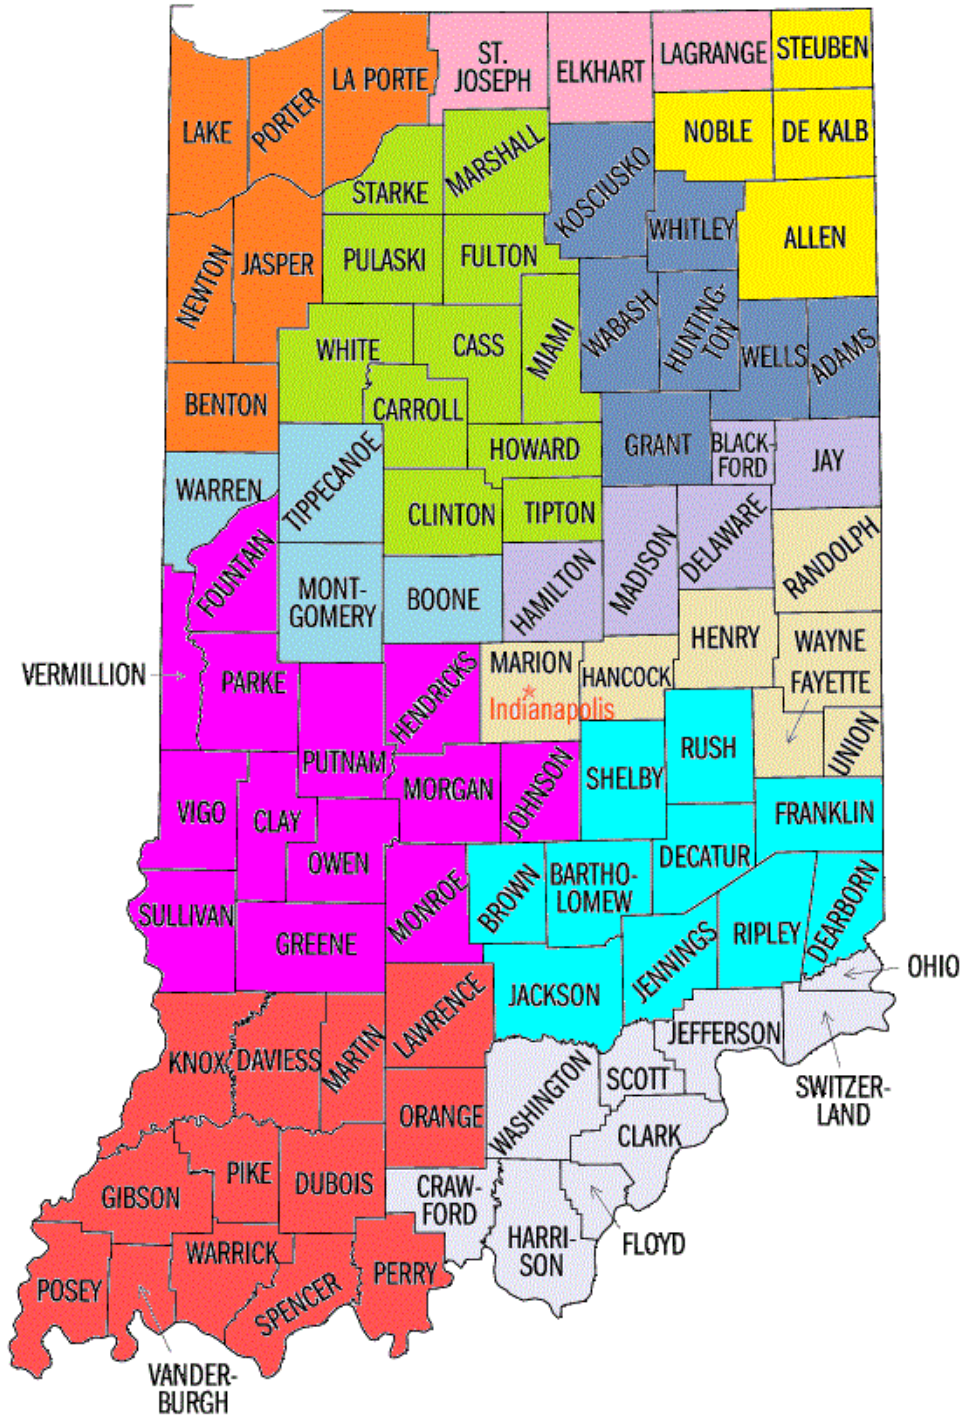 ST.
JOSEPH
ELKHART
LAGRANGE
STEUBEN
LAKE
PORTER
LA PORTE
NOBLE
DE KALB
STARKE
MARSHALL
KOSCIUSKO
WHITLEY
ALLEN
NEWTON
JASPER
PULASKI
FULTON
WHITE
CASS
MIAMI
WABASH
HUNTING-
TON
WELLS
ADAMS
BENTON
CARROLL
HOWARD
GRANT
BLACK-
FORD
JAY
WARREN
TIPPECANOE
CLINTON
TIPTON
MADISON
DELAWARE
RANDOLPH
FOUNTAIN
MONT-
GOMERY
BOONE
HAMILTON
HENRY
WAYNE
VERMILLION
PARKE
HENDRICKS
MARION
Indianapolis
HANCOCK
FAYETTE
UNION
PUTNAM
MORGAN
JOHNSON
SHELBY
RUSH
FRANKLIN
VIGO
CLAY
OWEN
MONROE
BROWN
BARTHO-
LOMEW
DECATUR
DEARBORN
SULLIVAN
GREENE
JENNINGS
RIPLEY
OHIO
LAWRENCE
JACKSON
KNOX
DAVIESS
MARTIN
JEFFERSON
SWITZER-
LAND
ORANGE
WASHINGTON
SCOTT
CLARK
GIBSON
PIKE
DUBOIS
CRAW-
FORD
HARRI-
SON
FLOYD
POSEY
WARRICK
SPENCER
PERRY
VANDER-
BURGH